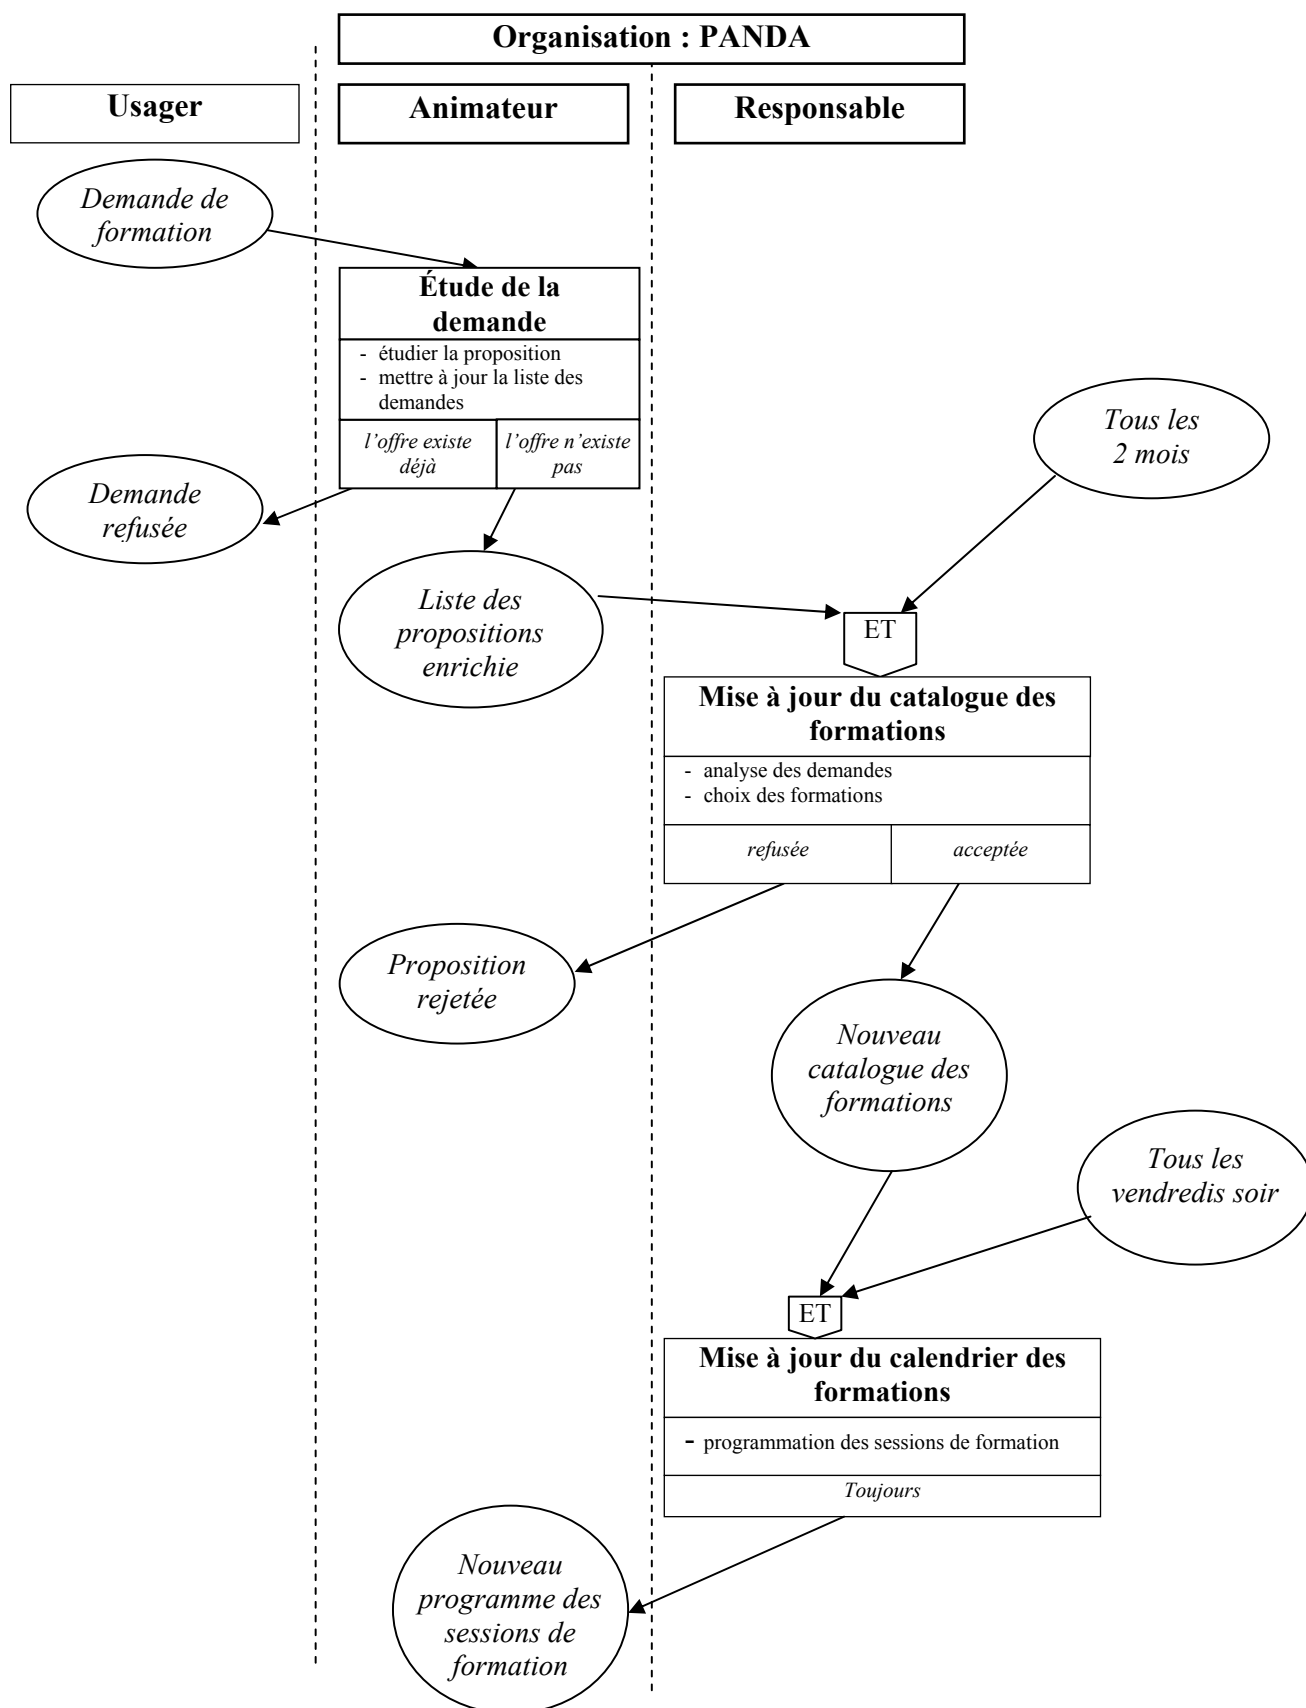 Organisation : PANDA
Usager
Animateur
Responsable
Demande de
formation
Étude de la
demande
- étudier la proposition
- mettre à jour la liste des
demandes
l'offre existe
déjà
l'offre n'existe
pas
Tous les
2 mois
Demande
refusée
Liste des
propositions
enrichie
ET
Mise à jour du catalogue des
formations
- analyse des demandes
- choix des formations
refusée
acceptée
Proposition
rejetée
Nouveau
catalogue des
formations
Tous les
vendredis soir
ET
Mise à jour du calendrier des
formations
- programmation des sessions de formation
Toujours
Nouveau
programme des
sessions de
formation